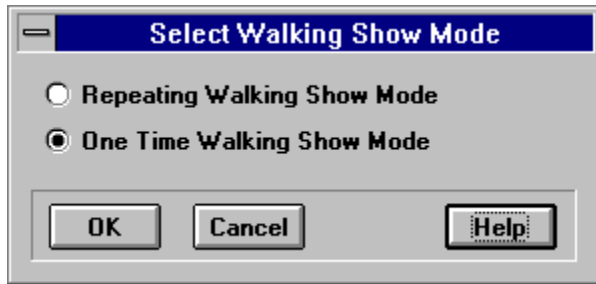 Select Walking Show Mode
Repeating Walking Show Mode
One Time Walking Show Mode
OK Cancel Help